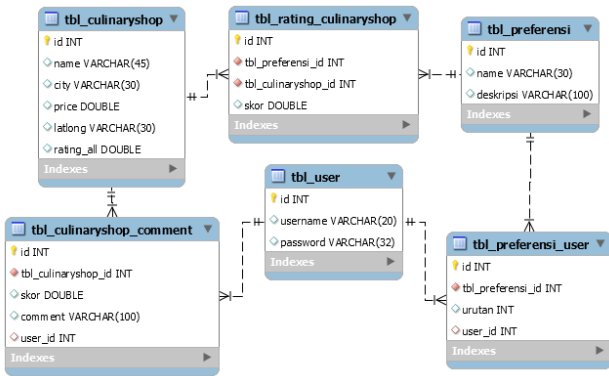 tbl_culinaryshop
id INT
name VARCHAR(45)
city VARCHAR(30)
price DOUBLE
latlong VARCHAR(30)
rating_all DOUBLE
Indexes
tbl_rating_culinaryshop
id INT
tbl_preferensi_id INT
tbl_culinaryshop_id INT
skor DOUBLE
Indexes
tbl_preferensi
id INT
name VARCHAR(30)
deskripsi VARCHAR(100)
Indexes
tbl_user
id INT
username VARCHAR(20)
password VARCHAR(32)
Indexes
tbl_culinaryshop_comment
id INT
tbl_culinaryshop_id INT
skor DOUBLE
comment VARCHAR(100)
user_id INT
Indexes
tbl_preferensi_user
id INT
tbl_preferensi_id INT
urutan INT
user_id INT
Indexes